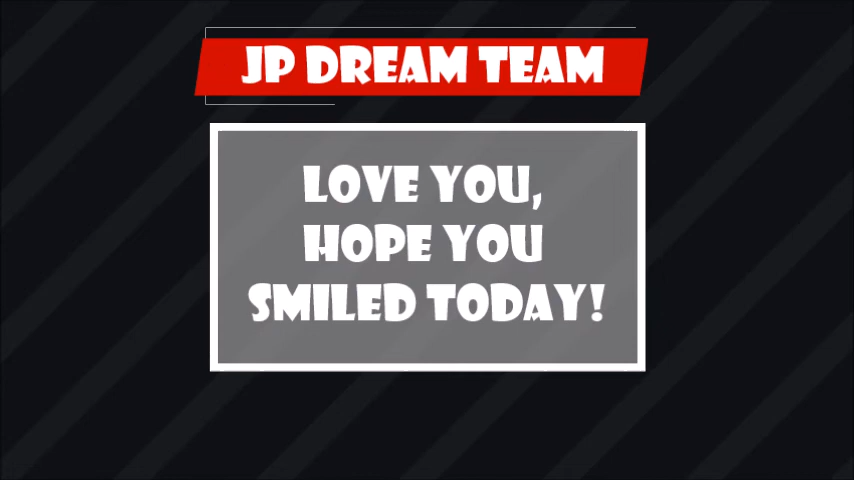 JP DREAM TEAM
LOVE YOU,
HOPE YOU
SMILED TODAY!